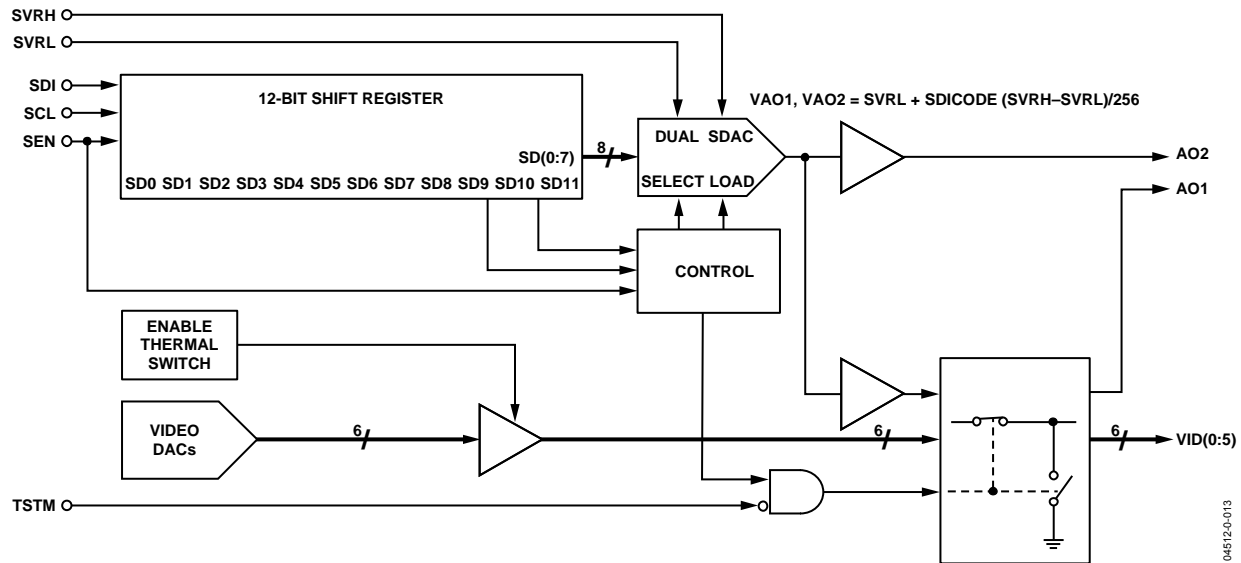 SVRH
SVRL
SDI
SCL
SEN
12-BIT SHIFT REGISTER
SD(0:7)
SD0 SD1 SD2 SD3 SD4 SD5 SD6 SD7 SD8 SD9 SD10 SD11
8
VAO1, VAO2 = SVRL + SDICODE (SVRH–SVRL)/256
DUAL SDAC
SELECT LOAD
AO2
AO1
CONTROL
ENABLE
THERMAL
SWITCH
VIDEO
DACs
6
6
6
VID(0:5)
TSTM
04512-0-013